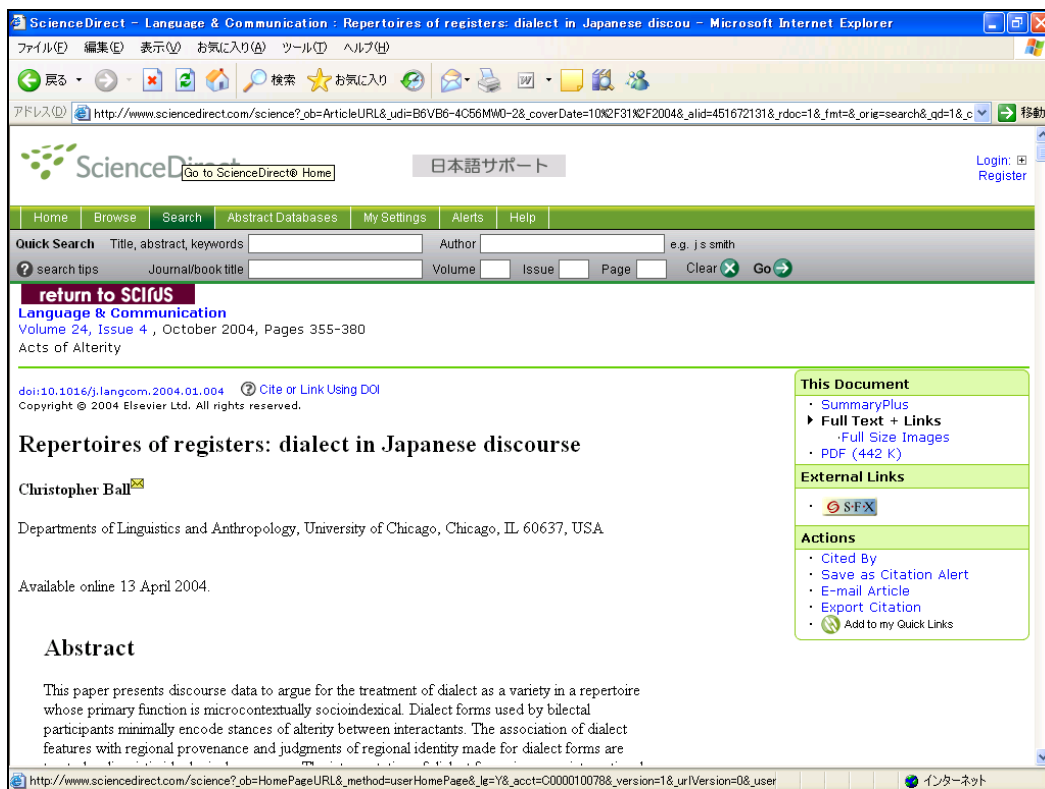 ScienceDirect - Language & Communication : Repertoires of registers: dialect in Japanese discou - Microsoft Internet Explorer
ファイル(F) 編集(E) 表示(V) お気に入り(A) ツール(T) ヘルプ(H)
戻る 検索 お気に入り
アドレス(D) http://www.sciencedirect.com/science?_ob=ArticleURL&_udi=B6VB6-4C56MW0-2&_coverDate=10%2F31%2F2004&_alid=451672131&_rdoc=1&_fmt=&_orig=search&_qd=1&_c 移動
ScienceDirect 日本語サポート Login:
Go to ScienceDirect® Home Register
Home Browse Search Abstract Databases My Settings Alerts Help
Quick Search Title, abstract, keywords Author e.g. j s smith
search tips Journal/book title Volume Issue Page Clear Go
return to SCIRUS
Language & Communication
Volume 24, Issue 4 , October 2004, Pages 355-380
Acts of Alterity
doi:10.1016/j.langcom.2004.01.004 Cite or Link Using DOI
Copyright © 2004 Elsevier Ltd. All rights reserved.
Repertoires of registers: dialect in Japanese discourse
Christopher Ball
Departments of Linguistics and Anthropology, University of Chicago, Chicago, IL 60637, USA
Available online 13 April 2004.
Abstract
This paper presents discourse data to argue for the treatment of dialect as a variety in a repertoire
whose primary function is microcontextually socioindexical. Dialect forms used by bilectal
participants minimally encode stances of alterity between interactants. The association of dialect
features with regional provenance and judgments of regional identity made for dialect forms are
This Document
· SummaryPlus
Full Text + Links
·Full Size Images
· PDF (442 K)
External Links
· S·F·X
Actions
· Cited By
· Save as Citation Alert
· E-mail Article
· Export Citation
· Add to my Quick Links
http://www.sciencedirect.com/science?_ob=HomePageURL&_method=userHomePage&_lg=Y&_acct=C000010078&_version=1&_urlVersion=0&_user インターネット